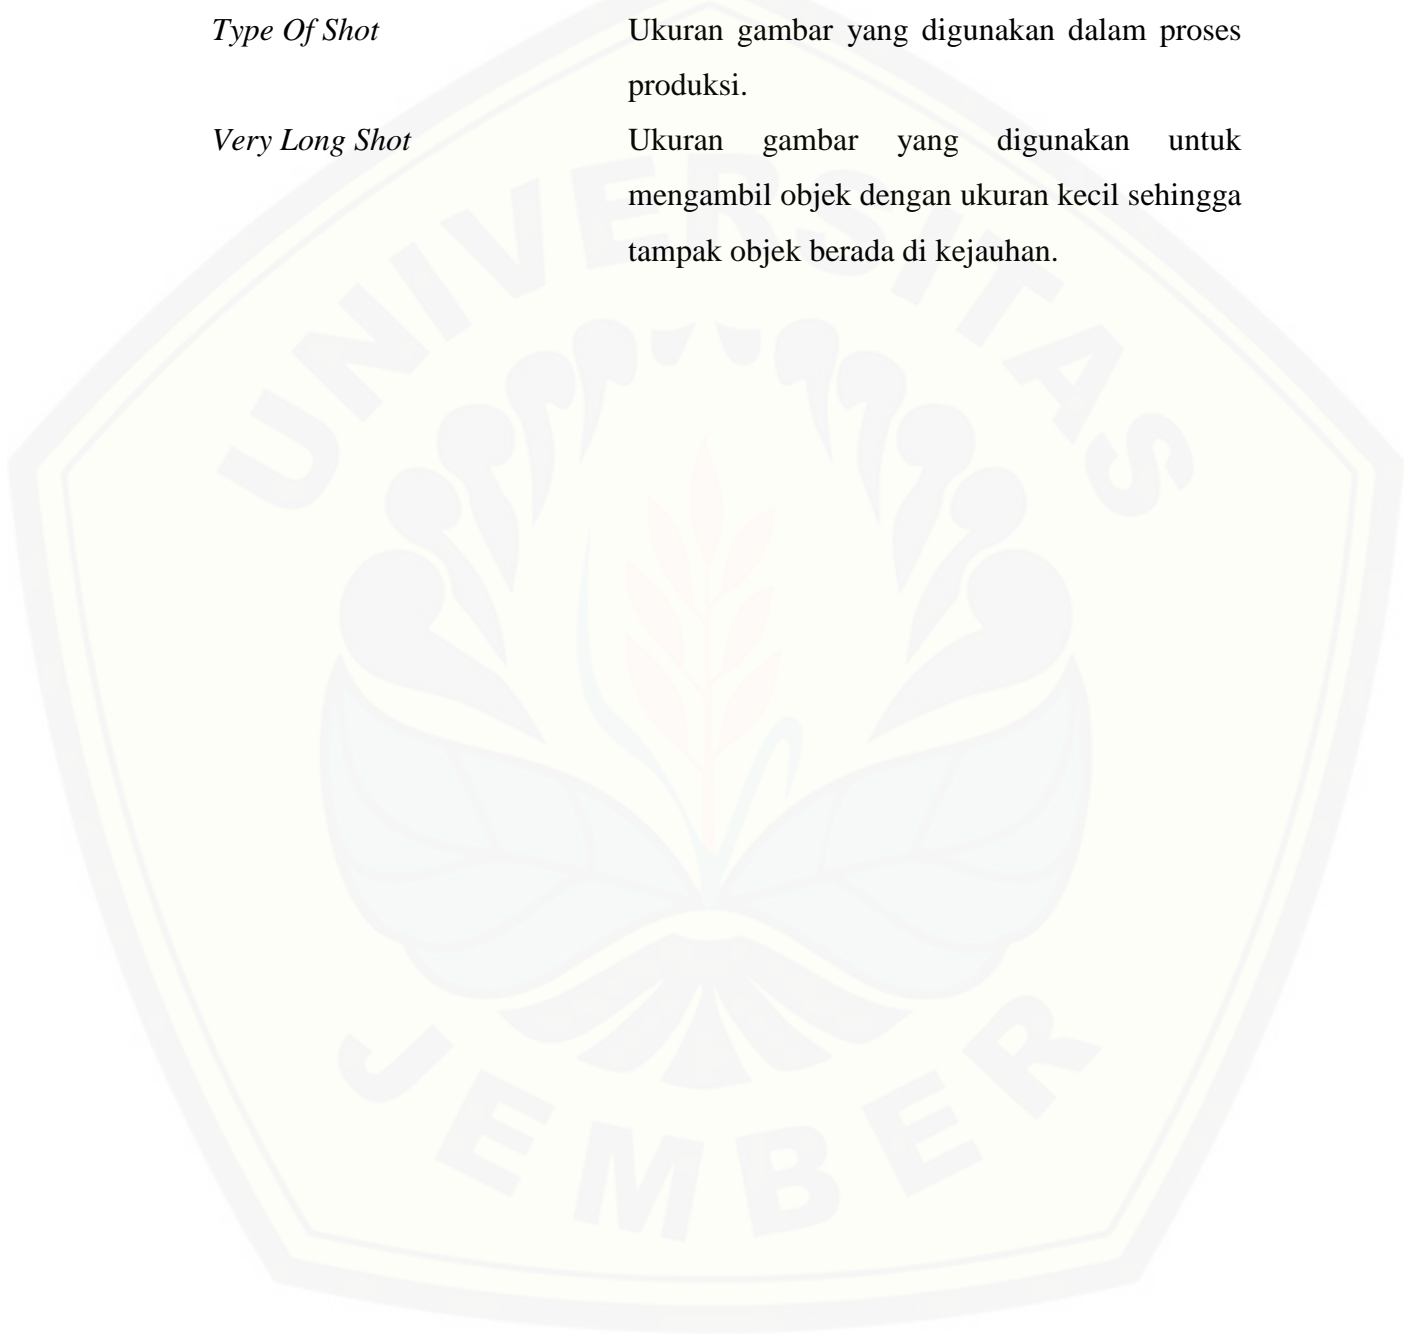 Type Of Shot Ukuran gambar yang digunakan dalam proses
produksi.
Very Long Shot Ukuran gambar yang digunakan untuk
mengambil objek dengan ukuran kecil sehingga
tampak objek berada di kejauhan.
UNIVERSITAS
JEMBER